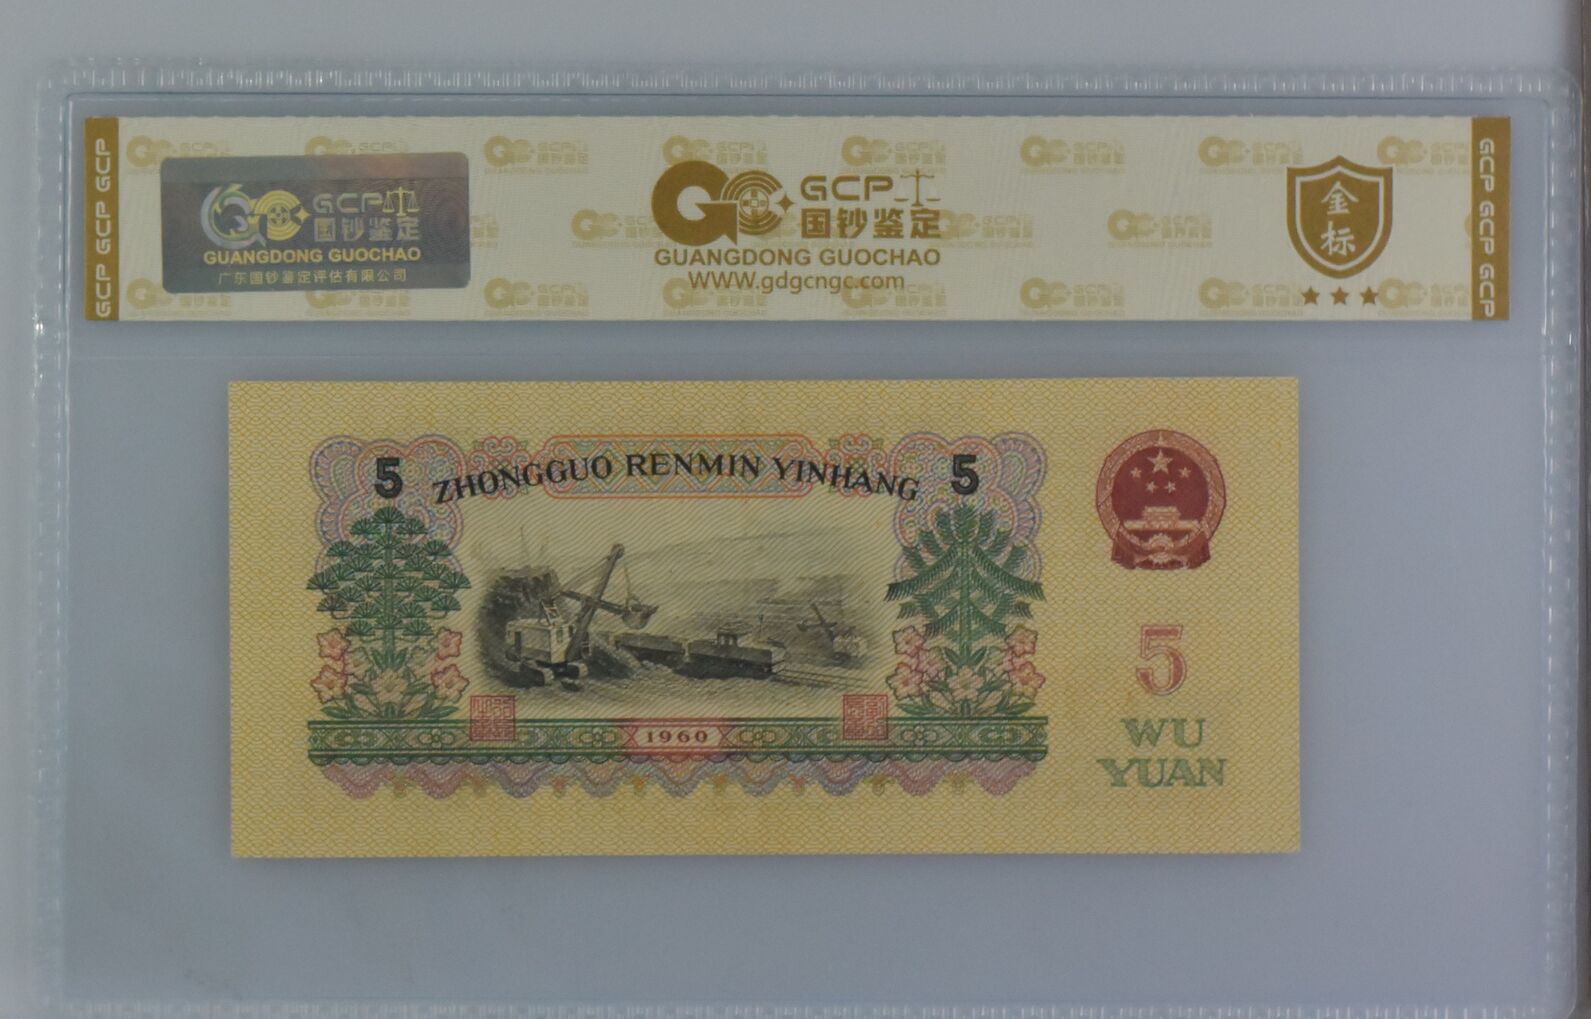 GCP GCP GCP
GCP
国钞鉴定
GUANGDONG GUOCHAO
广东国钞鉴定评估有限公司
GCP
国钞鉴定
GUANGDONG GUOCHAO
WWW.gdgcngc.com
金
标
GCP GCP GCP
5 ZHONGGUO RENMIN YINHANG 5
5
WU
YUAN
1960